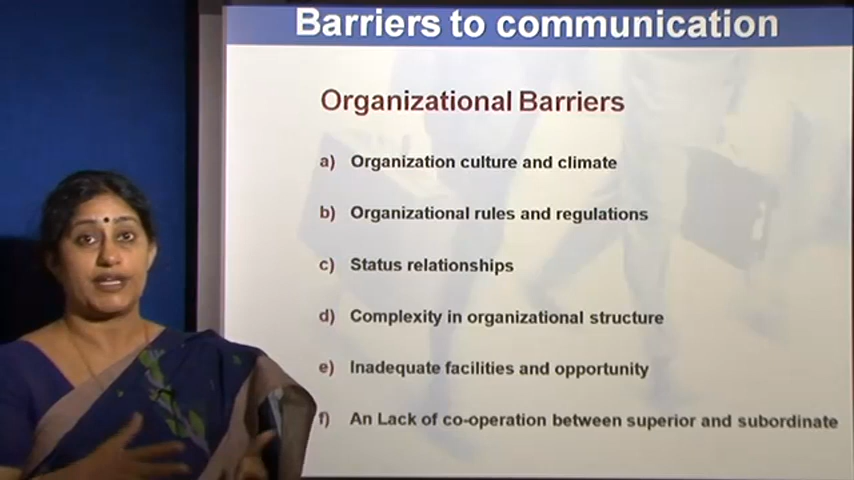 Barriers to communication
Organizational Barriers
a) Organization culture and climate
b) Organizational rules and regulations
c) Status relationships
d) Complexity in organizational structure
e) Inadequate facilities and opportunity
f) An Lack of co-operation between superior and subordinate